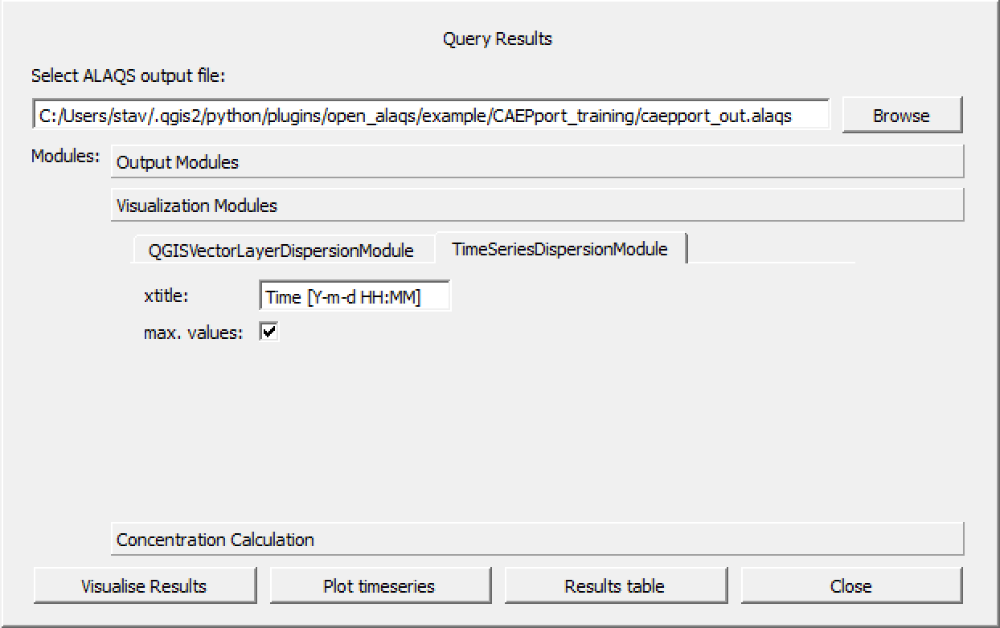 Query Results
Select ALAQS output file:
C:/Users/stav/.qgis2/python/plugins/open_alaqs/example/CAEPport_training/caepport_out.alaqs Browse
Modules: Output Modules
Visualization Modules
QGISVectorLayerDispersionModule TimeSeriesDispersionModule
xtitle: Time [Y-m-d HH:MM]
max. values:
Concentration Calculation
Visualise Results Plot timeseries Results table Close